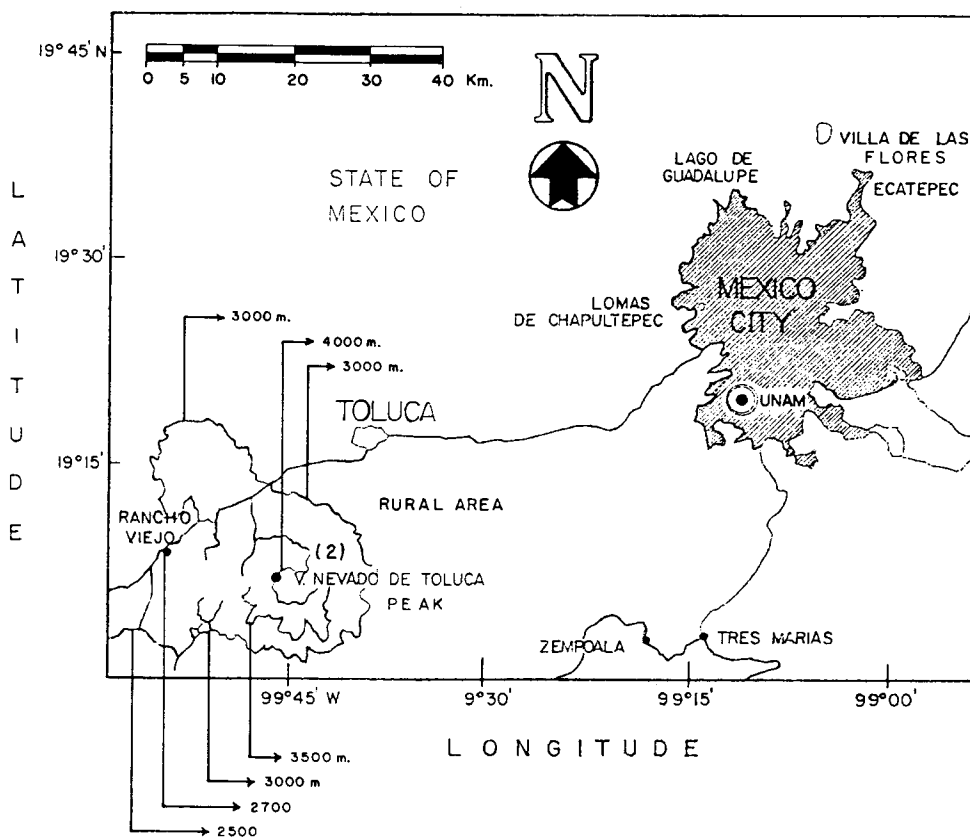 19° 45' N
0 5 10 20 30 40 Km.
N
VILLA DE LAS
FLORES
ECATEPEC
LAGO DE
GUADALUPE
STATE OF
MEXICO
LATITUDE
19° 30'
MEXICO
CITY
LOMAS
DE CHAPULTEPEC
3000 m.
4000 m.
3000 m.
TOLUCA
UNAM
19° 15'
RURAL AREA
RANCHO
VIEJO
(2)
V. NEVADO DE TOLUCA
PEAK
ZEMPOALA
TRES MARIAS
99° 45' W
9° 30'
99° 15'
99° 00'
LONGITUDE
3500 m.
3000 m
2700
2500